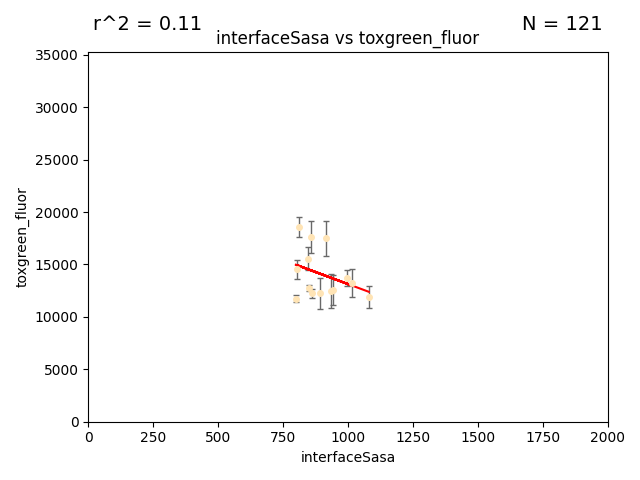 r^2 = 0.11
N = 121
interfaceSasa vs toxgreen_fluor
35000
30000
25000
20000
15000
10000
5000
0
toxgreen_fluor
0 250 500 750 1000 1250 1500 1750 2000
interfaceSasa